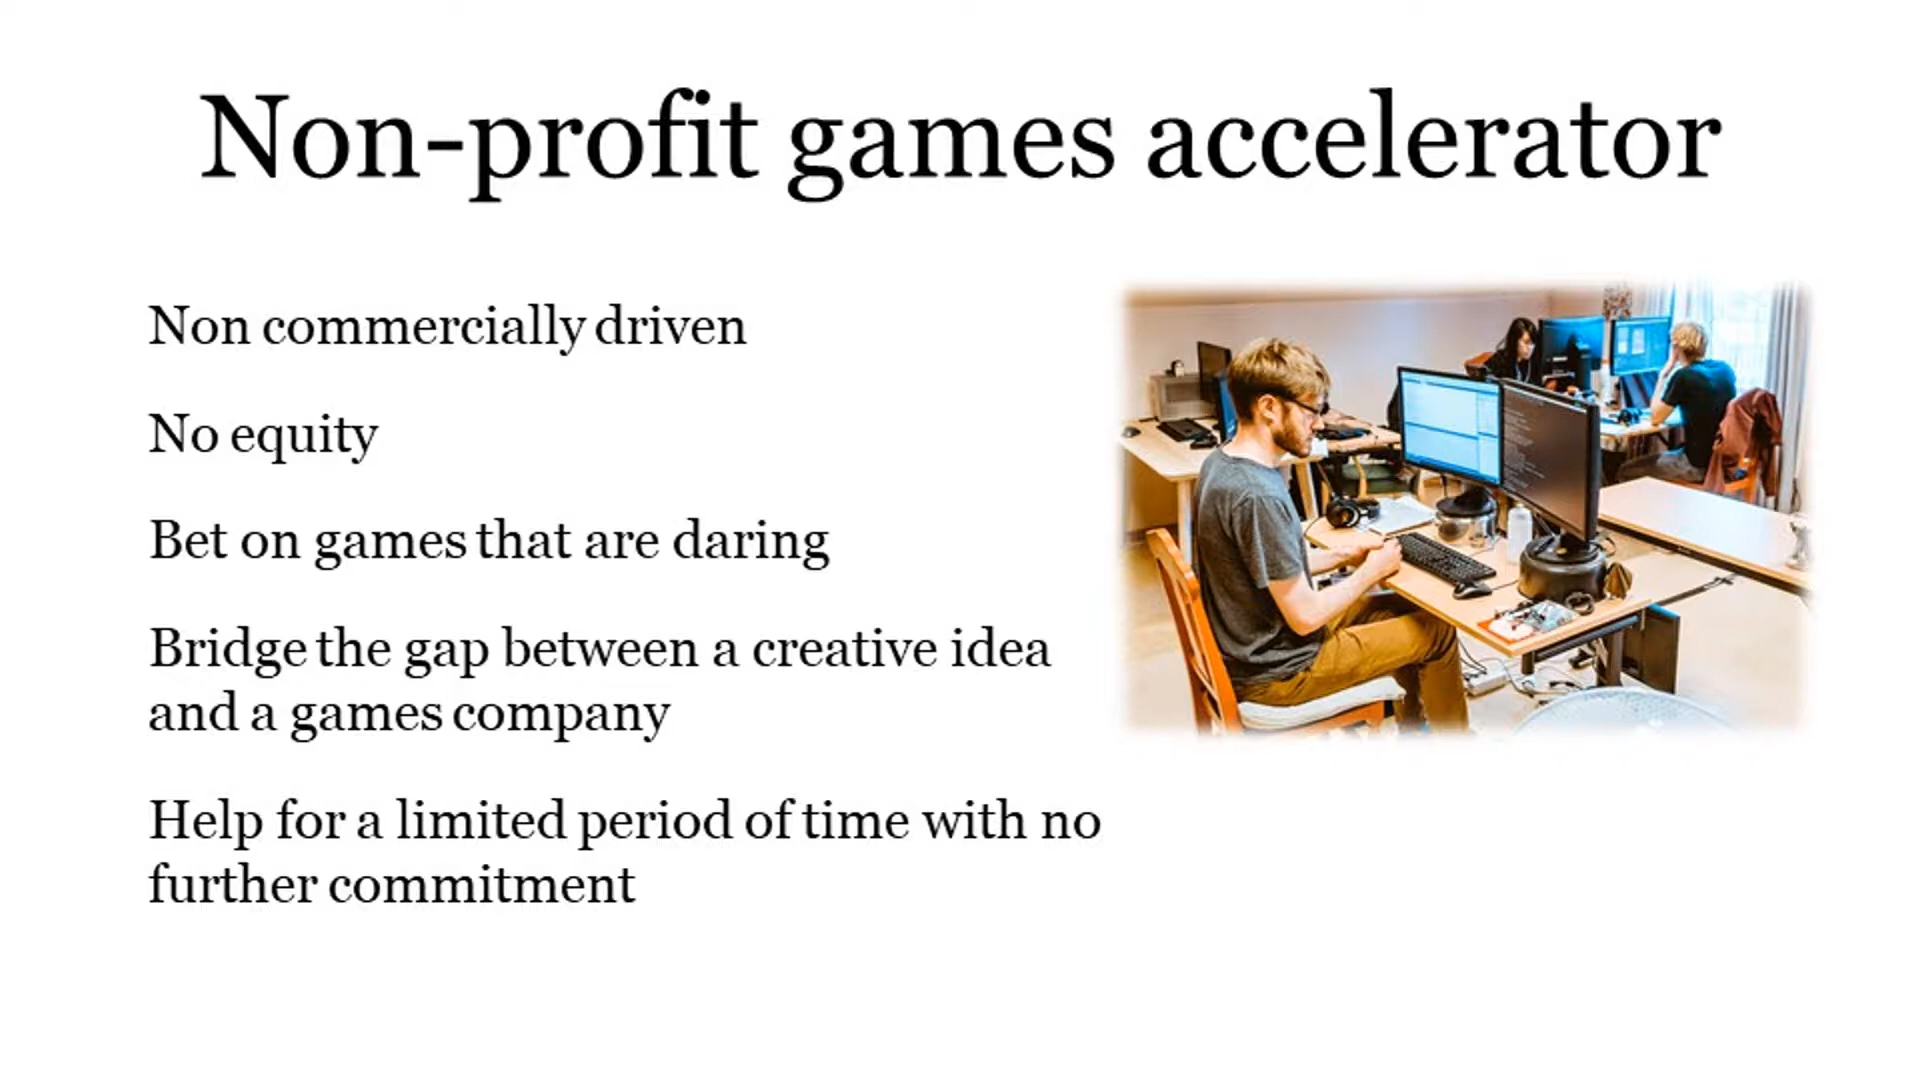 Non-profit games accelerator
Non commercially driven
No equity
Bet on games that are daring
Bridge the gap between a creative idea
and a games company
Help for a limited period of time with no
further commitment